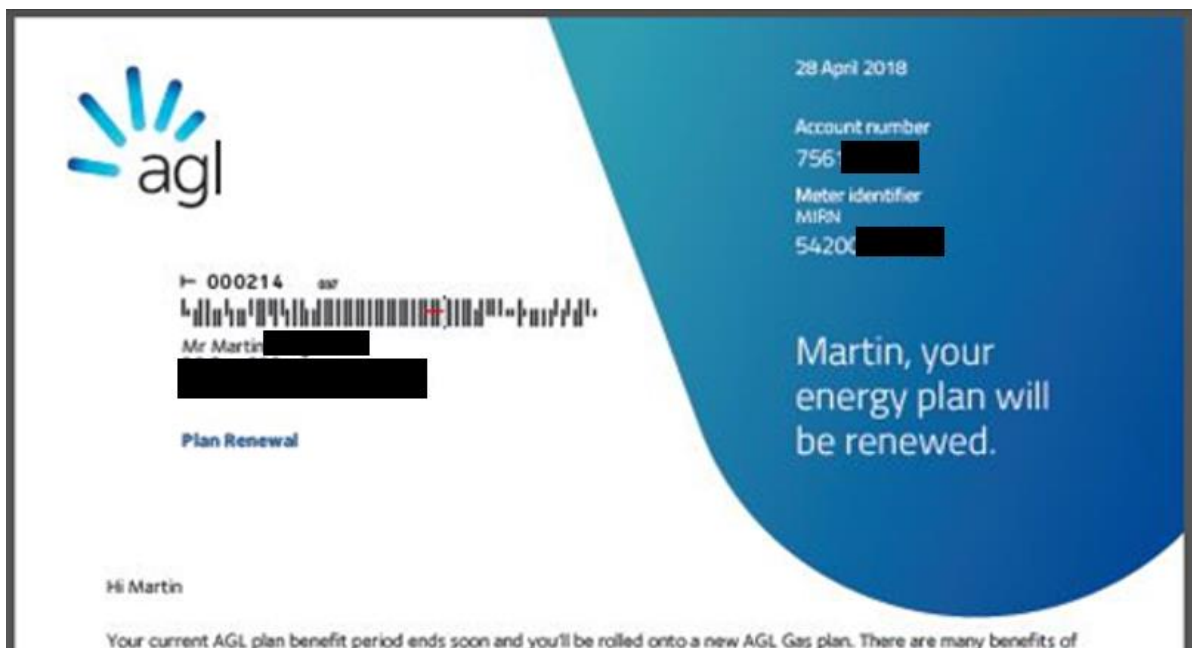 agl
28 April 2018
Account number
7561
Meter identifier
MIRN
5420
000214
Mr Martin
Plan Renewal
Martin, your
energy plan will
be renewed.
Hi Martin
Your current AGL plan benefit period ends soon and you'll be rolled onto a new AGL Gas plan. There are many benefits of